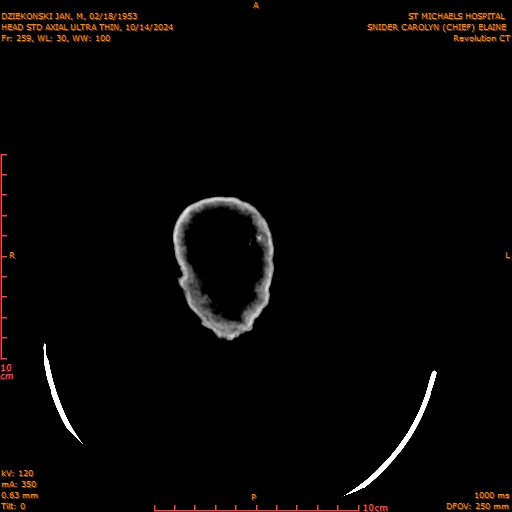 A
DZIEKONSKI JAN, M, 02/18/1953
HEAD STD AXIAL ULTRA THIN, 10/14/2024
Fr: 259, WL: 30, WW: 100
ST MICHAELS HOSPITAL
SNIDER CAROLYN (CHIEF) ELAINE
Revolution CT
R
L
10
cm
kV: 120
mA: 350
0.63 mm
Tilt: 0
P
10cm
1000 ms
DFOV: 250 mm